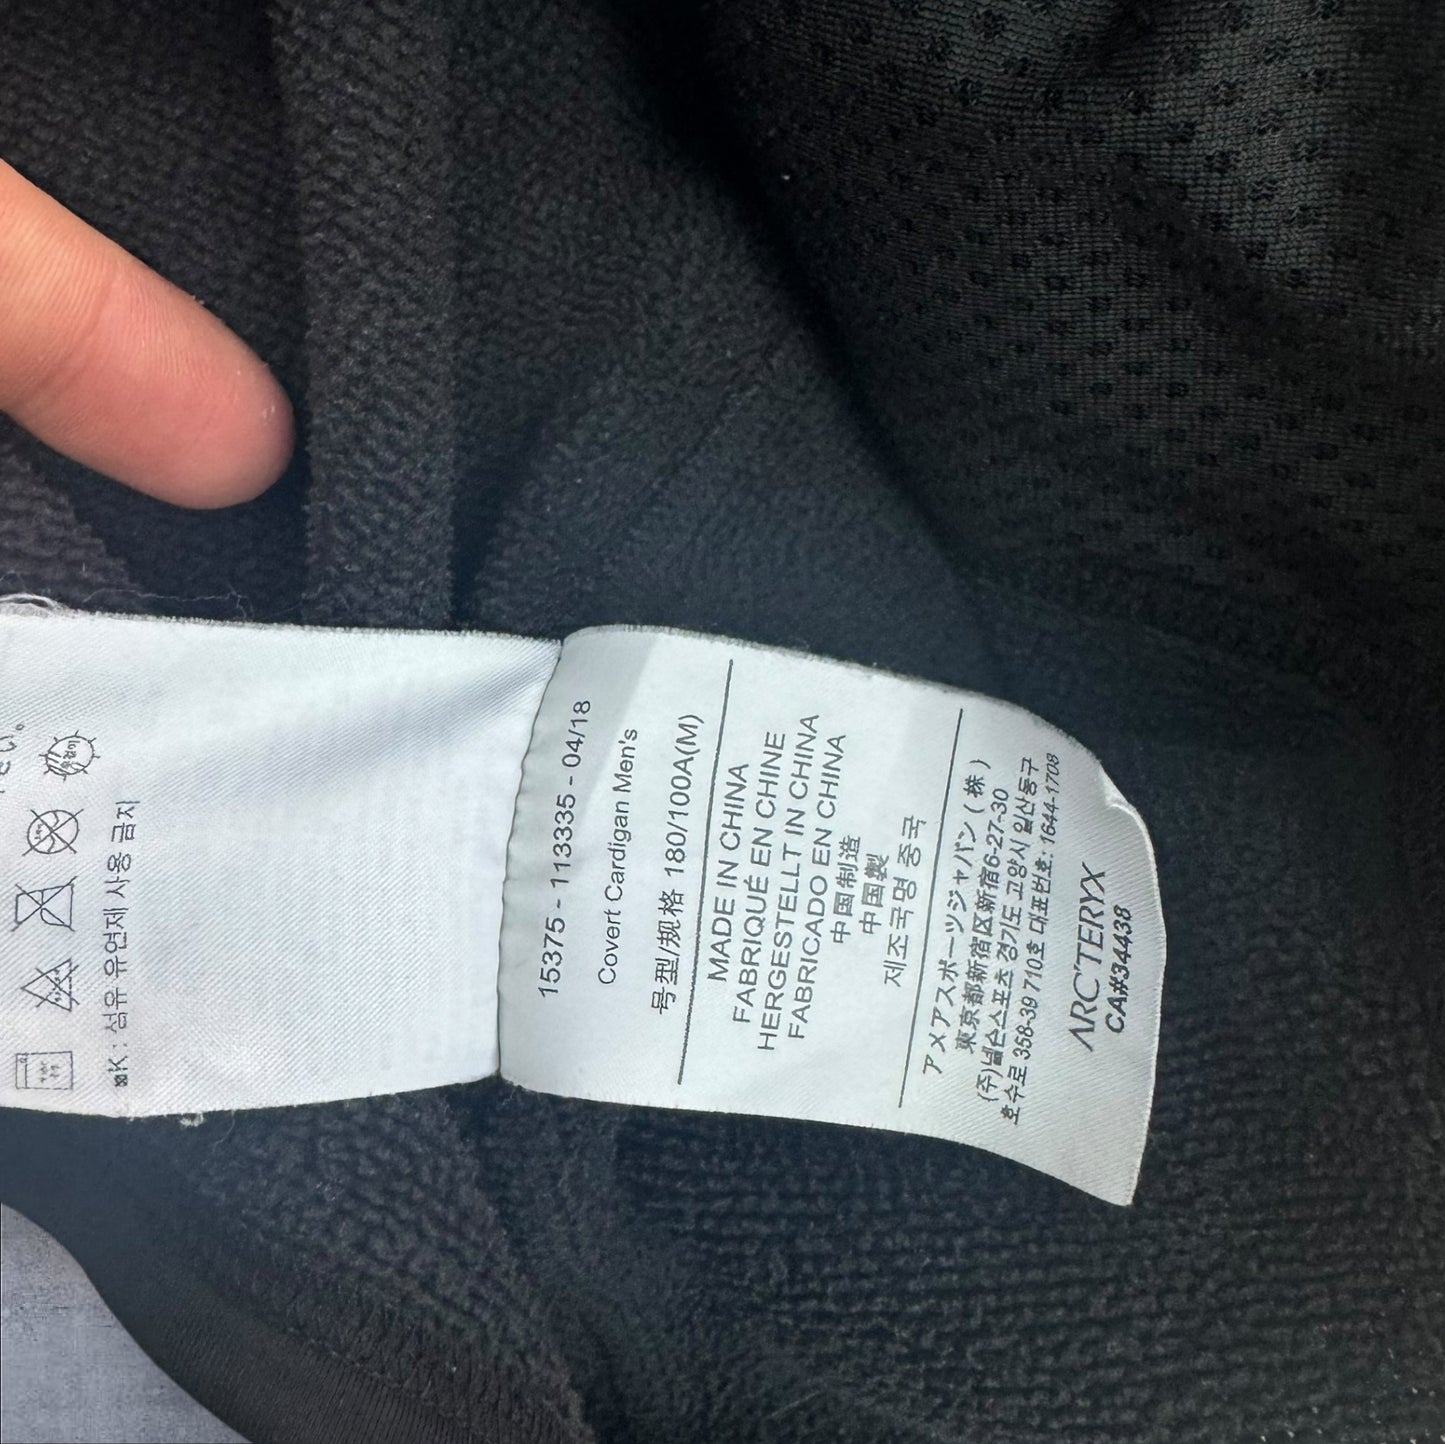 15375 - 113335 - 04/18
Covert Cardigan Men's
号型/规格 180/100A(M)
MADE IN CHINA
FABRIQUÉ EN CHINE
HERGESTELLT IN CHINA
FABRICADO EN CHINA
中国制造
中国製
제조국명 중국
アメアスポーツジャパン(株)
東京都新宿区新宿6-27-30
(주)넬슨스포츠 경기도 고양시 일산동구
호수로 358-39 710호 대표번호: 1644-1708
ARC'TERYX
CA#34438
K : 섬유 유연제 사용 금지